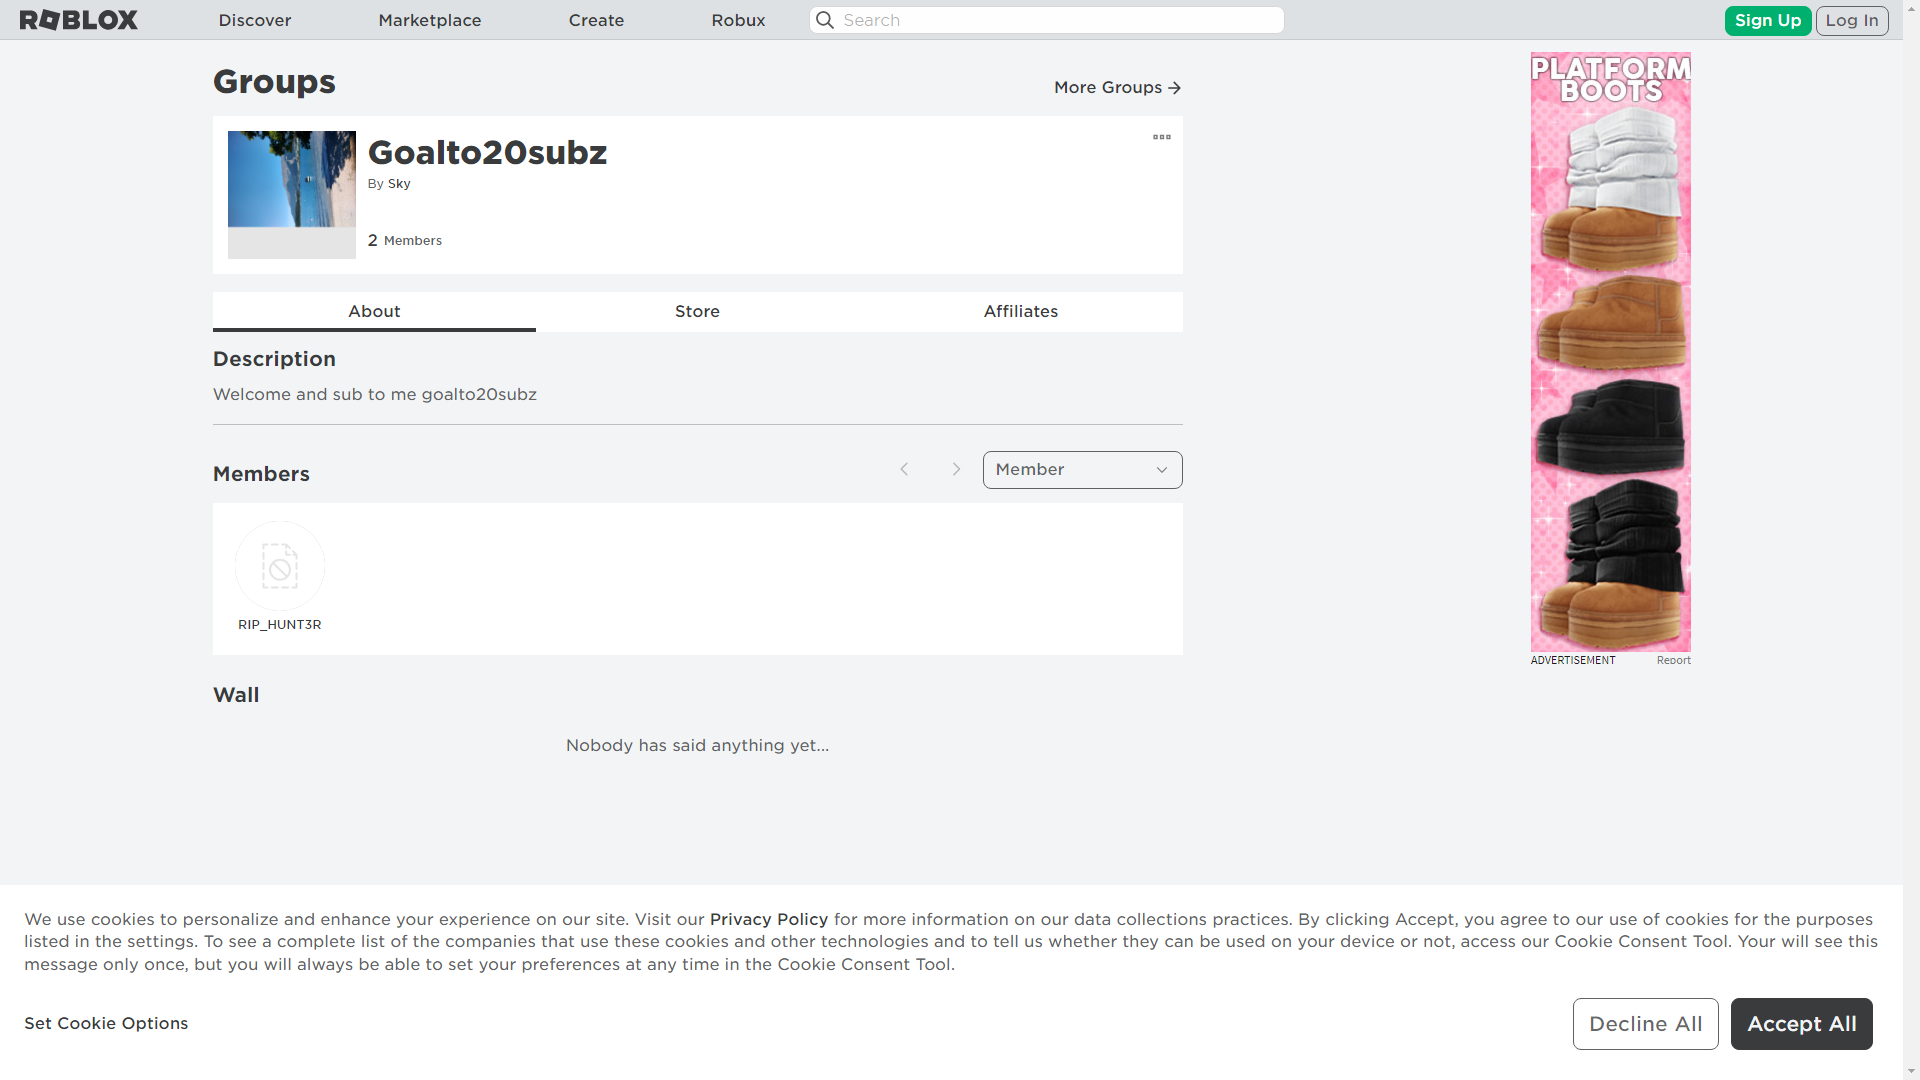 ROBLOX
Discover
Marketplace
Create
Robux
Search
Sign Up
Log In
Groups
More Groups
Goalto20subz
By Sky
2 Members
About
Store
Affiliates
Description
Welcome and sub to me goalto20subz
Members
Member
RIP_HUNT3R
Wall
Nobody has said anything yet...
PLATFORM
BOOTS
ADVERTISEMENT
Report
We use cookies to personalize and enhance your experience on our site. Visit our Privacy Policy for more information on our data collections practices. By clicking Accept, you agree to our use of cookies for the purposes
listed in the settings. To see a complete list of the companies that use these cookies and other technologies and to tell us whether they can be used on your device or not, access our Cookie Consent Tool. Your will see this
message only once, but you will always be able to set your preferences at any time in the Cookie Consent Tool.
Set Cookie Options
Decline All
Accept All